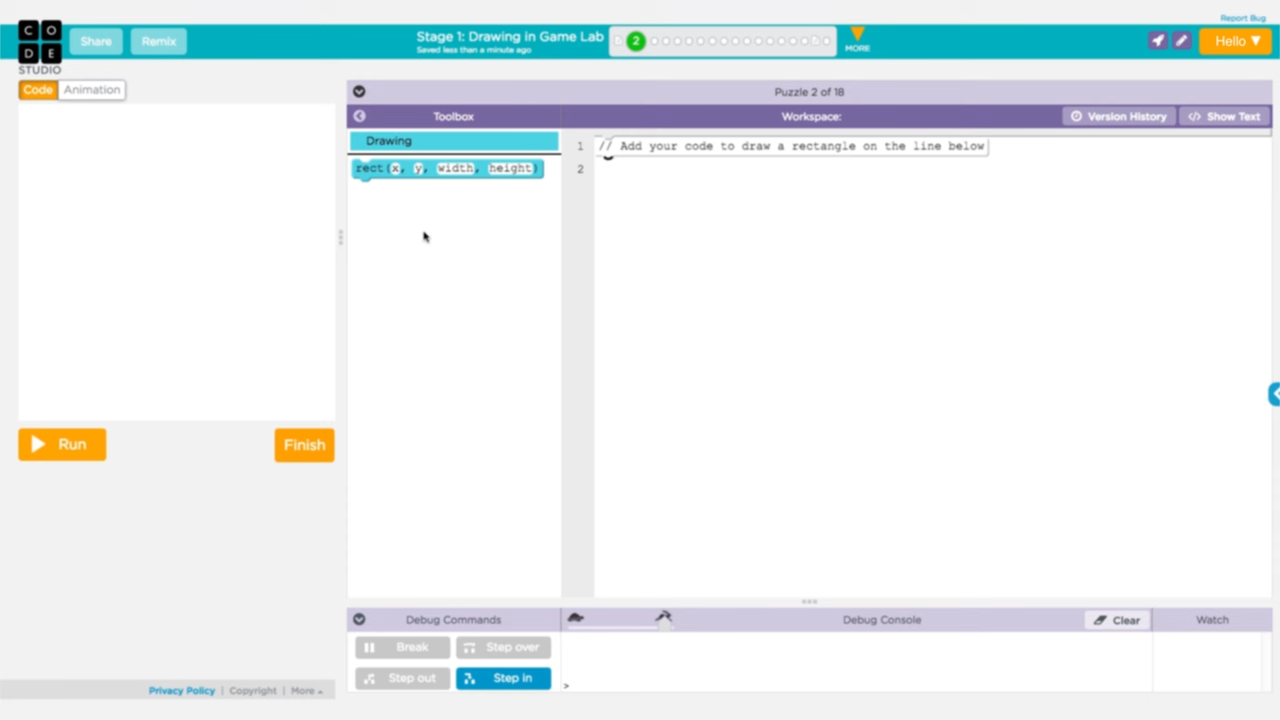 Report Bug
C O
D E
STUDIO
Share
Remix
Stage 1: Drawing in Game Lab
Saved less than a minute ago
2
MORE
Hello ▼
Code
Animation
Puzzle 2 of 18
Toolbox
Workspace:
Version History
</> Show Text
Drawing
rect(x, y, width, height)
1 // Add your code to draw a rectangle on the line below
2
Run
Finish
Debug Commands
Debug Console
Clear
Watch
Break
Step over
Step out
Step in
>
Privacy Policy | Copyright | More ▴